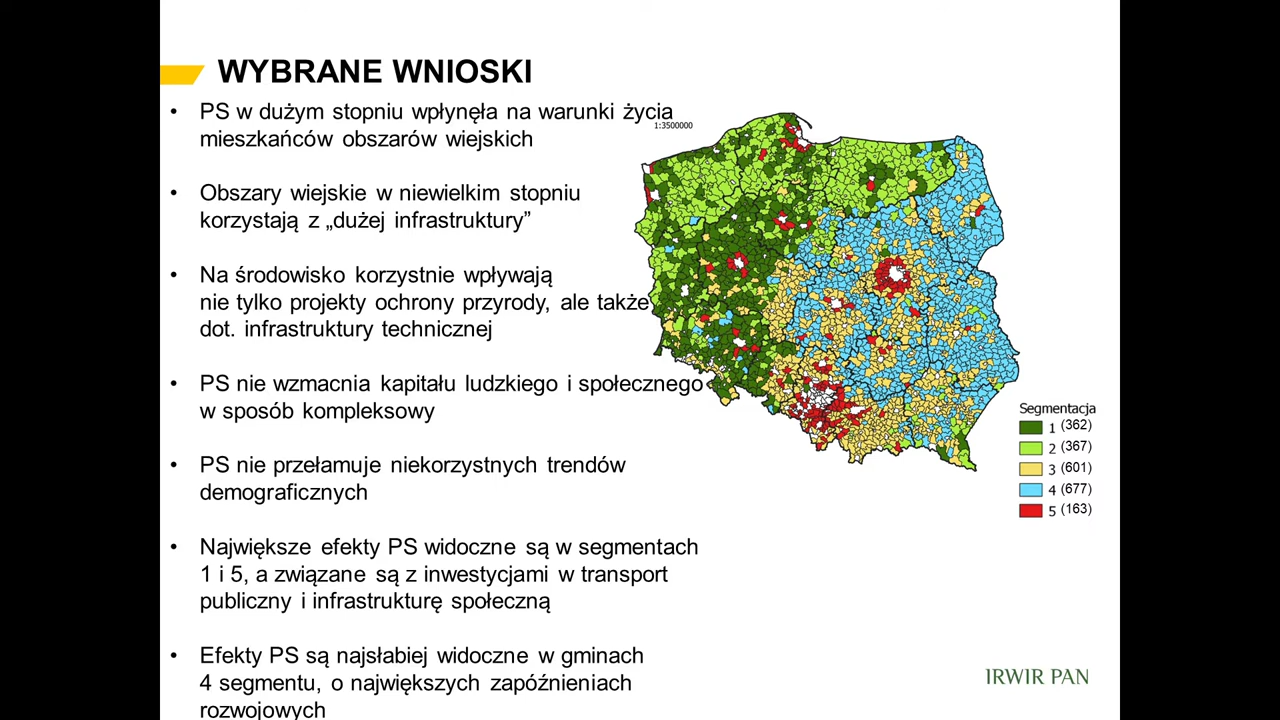 WYBRANE WNIOSKI
• PS w dużym stopniu wpłynęła na warunki życia
mieszkańców obszarów wiejskich
• Obszary wiejskie w niewielkim stopniu
korzystają z „dużej infrastruktury”
• Na środowisko korzystnie wpływają
nie tylko projekty ochrony przyrody, ale także
dot. infrastruktury technicznej
• PS nie wzmacnia kapitału ludzkiego i społecznego
w sposób kompleksowy
• PS nie przełamuje niekorzystnych trendów
demograficznych
• Największe efekty PS widoczne są w segmentach
1 i 5, a związane są z inwestycjami w transport
publiczny i infrastrukturę społeczną
• Efekty PS są najsłabiej widoczne w gminach
4 segmentu, o największych zapóźnieniach
rozwojowych
1:3500000
Segmentacja
1 (362)
2 (367)
3 (601)
4 (677)
5 (163)
IRWIR PAN